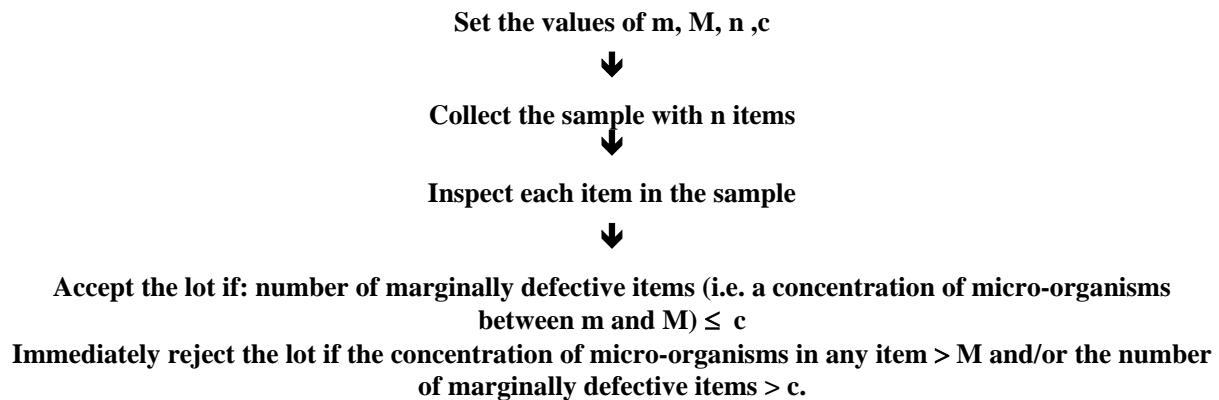 Set the values of m, M, n ,c
Collect the sample with n items
Inspect each item in the sample
Accept the lot if: number of marginally defective items (i.e. a concentration of micro-organisms
between m and M) ≤ c
Immediately reject the lot if the concentration of micro-organisms in any item > M and/or the number
of marginally defective items > c.